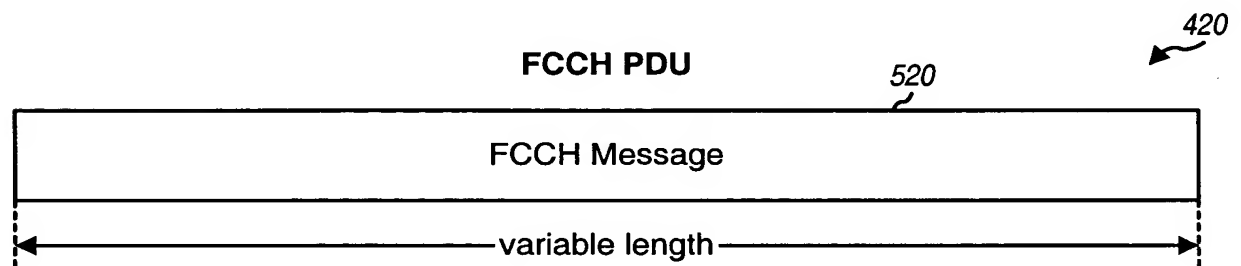 420
FCCH PDU
520
FCCH Message
variable length